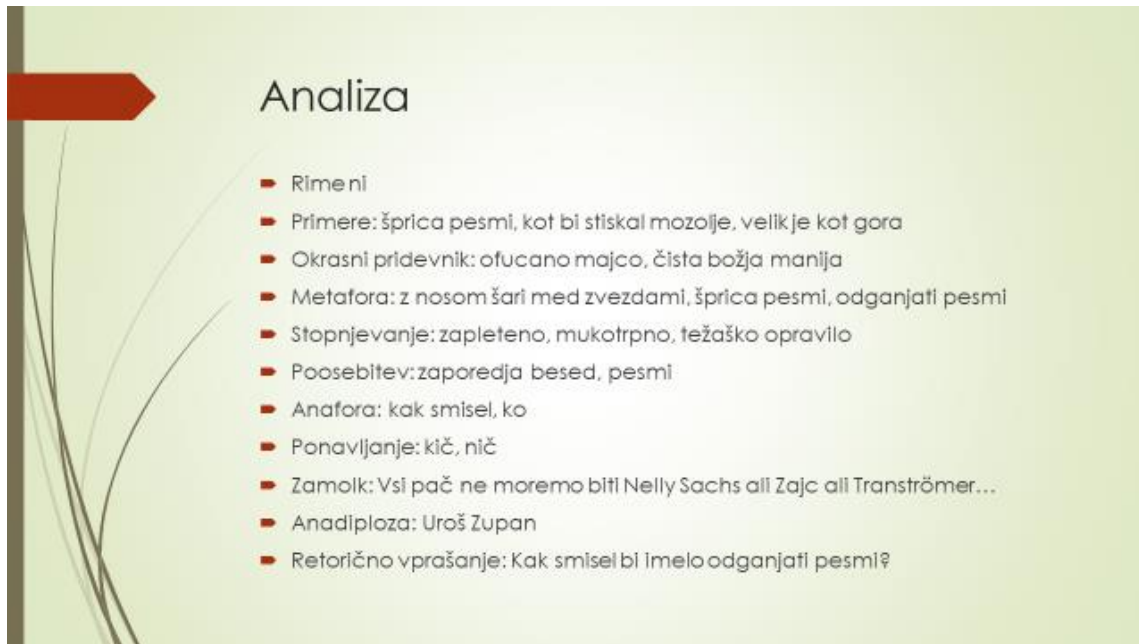 Analiza
Rime ni
Primere: šprica pesmi, kot bi stiskal mozolje, velik je kot gora
Okrasni pridevnik: ofucano majco, čista božja manija
Metafora: z nosom šari med zvezdami, šprica pesmi, odganjati pesmi
Stopnjevanje: zapleteno, mukotrpno, težaško opravilo
Poosebitev: zaporedja besed, pesmi
Anafora: kak smisel, ko
Ponavljanje: kič, nič
Zamolk: Vsi pač ne moremo biti Nelly Sachs ali Zajc ali Tranströmer...
Anadiploza: Uroš Zupan
Retorično vprašanje: Kak smisel bi imelo odganjati pesmi?